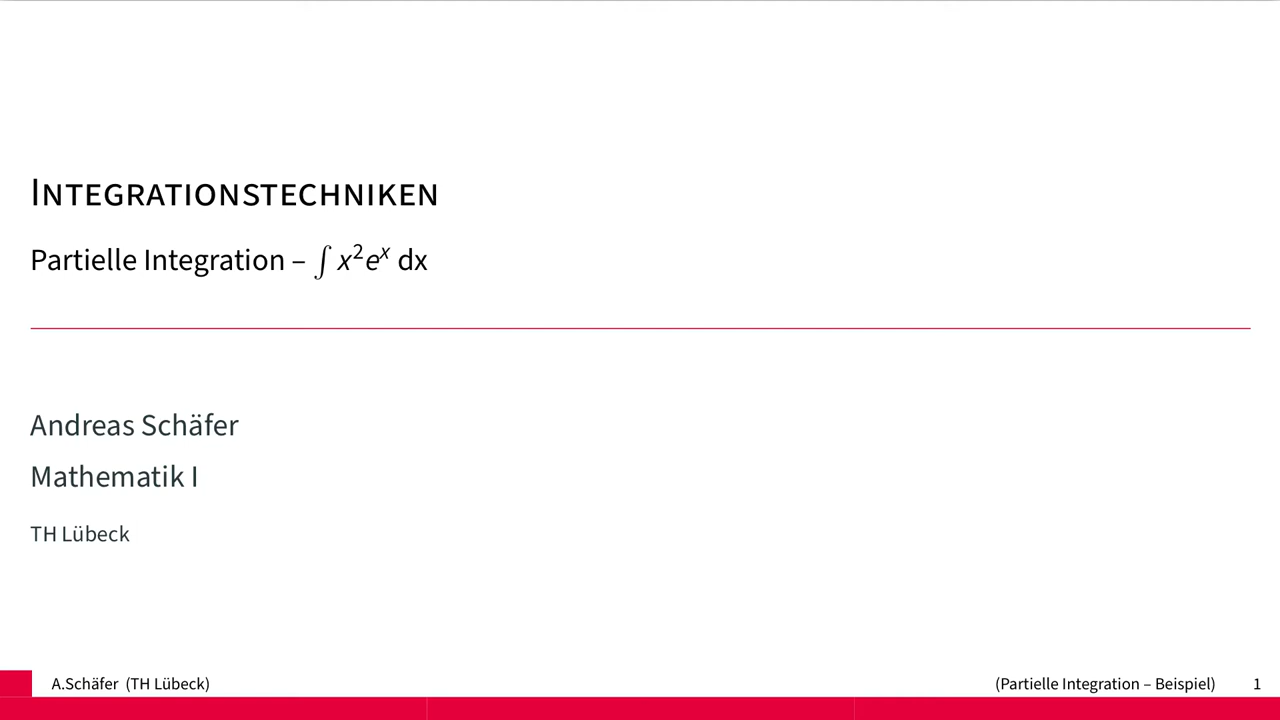 INTEGRATIONSTECHNIKEN
Partielle Integration – ∫ x²eˣ dx
Andreas Schäfer
Mathematik I
TH Lübeck
A.Schäfer (TH Lübeck)
(Partielle Integration – Beispiel)
1